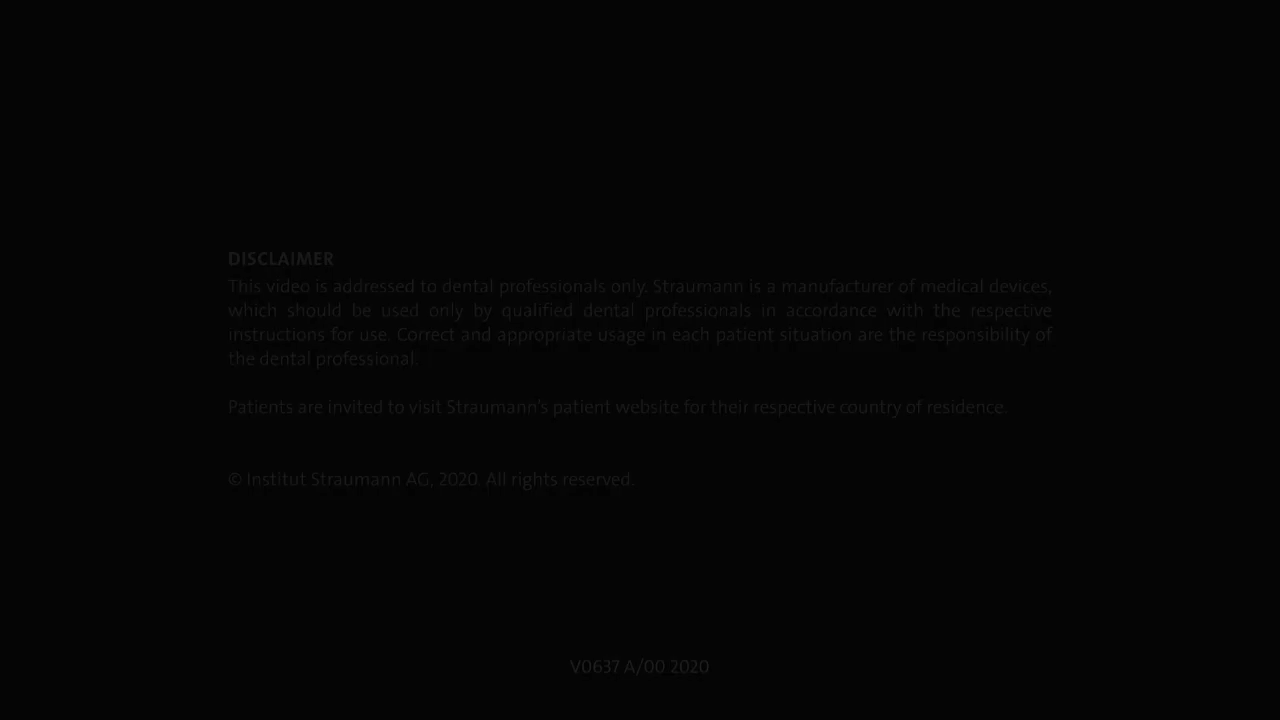 DISCLAIMER
This video is addressed to dental professionals only. Straumann is a manufacturer of medical devices,
which should be used only by qualified dental professionals in accordance with the respective
instructions for use. Correct and appropriate usage in each patient situation are the responsibility of
the dental professional.
Patients are invited to visit Straumann's patient website for their respective country of residence.
© Institut Straumann AG, 2020. All rights reserved.
V0637 A/00 2020